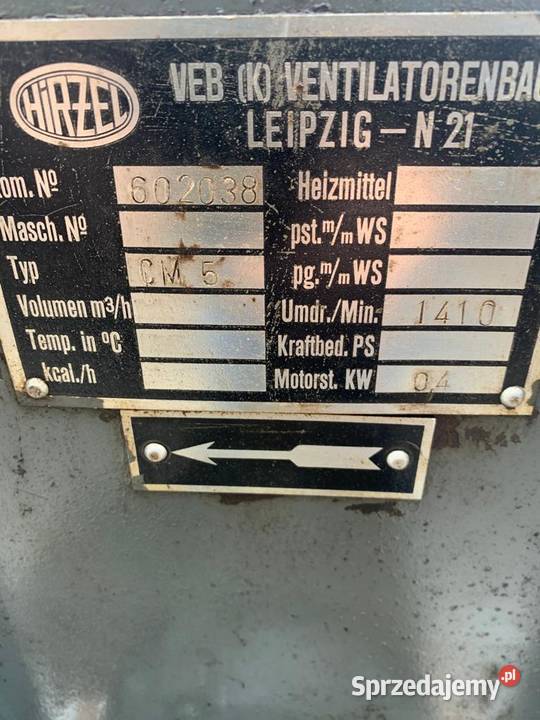 HIRZEL
VEB (K) VENTILATORENBAU
LEIPZIG – N 21
om. No 602038 Heizmittel
Masch. No pst. m/m WS
Typ CM 5 pg. m/m WS
Volumen m3/h Umdr./Min. 1410
Temp. in °C Kraftbed. PS
kcal./h Motorst. KW 04
Sprzedajemy.pl